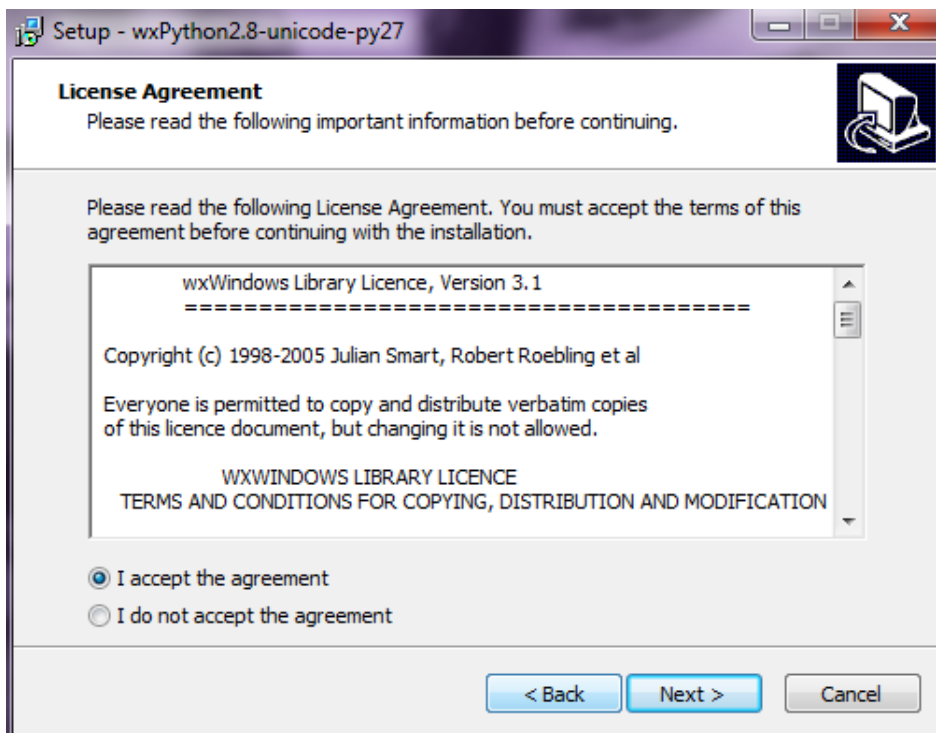 Setup - wxPython2.8-unicode-py27
License Agreement
Please read the following important information before continuing.
Please read the following License Agreement. You must accept the terms of this
agreement before continuing with the installation.
wxWindows Library Licence, Version 3.1
======================================
Copyright (c) 1998-2005 Julian Smart, Robert Roebling et al
Everyone is permitted to copy and distribute verbatim copies
of this licence document, but changing it is not allowed.
WXWINDOWS LIBRARY LICENCE
TERMS AND CONDITIONS FOR COPYING, DISTRIBUTION AND MODIFICATION
I accept the agreement
I do not accept the agreement
< Back Next > Cancel